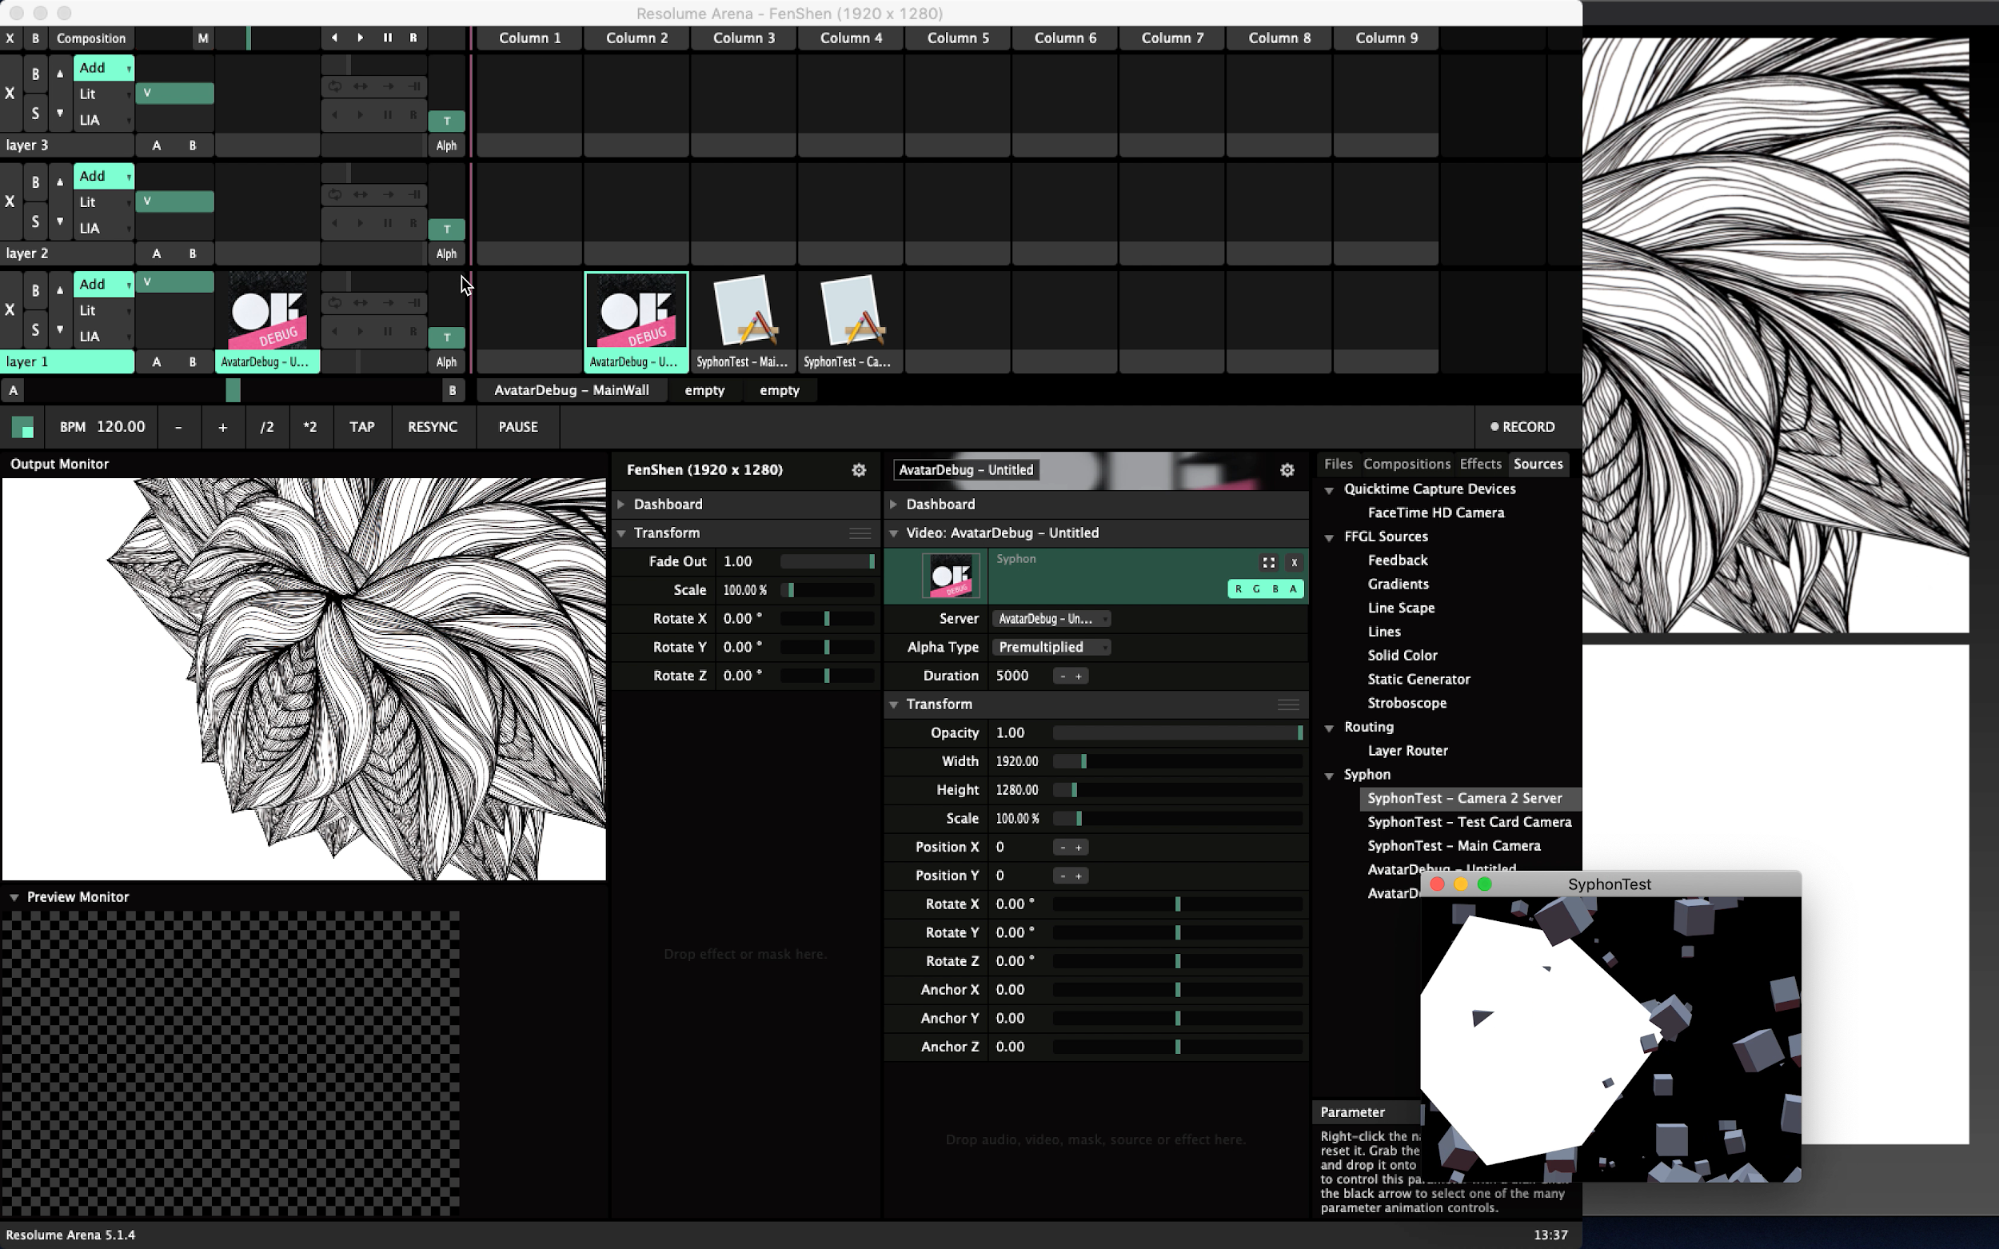 Resolume Arena - FenShen (1920 x 1280)
X B Composition M R Column 1 Column 2 Column 3 Column 4 Column 5 Column 6 Column 7 Column 8 Column 9
B Add
X Lit V
S LIA R T
layer 3 A B Alph
B Add
X Lit V
S LIA R T
layer 2 A B Alph
B Add V
X Lit
S LIA R T
layer 1 A B AvatarDebug - U... Alph AvatarDebug - U... SyphonTest - Mai... SyphonTest - Ca...
OK DEBUG
OK DEBUG
A B AvatarDebug - MainWall empty empty
BPM 120.00 - + /2 *2 TAP RESYNC PAUSE RECORD
Output Monitor
Preview Monitor
FenShen (1920 x 1280)
Dashboard
Transform
Fade Out 1.00
Scale 100.00 %
Rotate X 0.00 °
Rotate Y 0.00 °
Rotate Z 0.00 °
Drop effect or mask here.
AvatarDebug - Untitled
Dashboard
Video: AvatarDebug - Untitled
OK DEBUG
Syphon X
R G B A
Server AvatarDebug - Un...
Alpha Type Premultiplied
Duration 5000 - +
Transform
Opacity 1.00
Width 1920.00
Height 1280.00
Scale 100.00 %
Position X 0 - +
Position Y 0 - +
Rotate X 0.00 °
Rotate Y 0.00 °
Rotate Z 0.00 °
Anchor X 0.00
Anchor Y 0.00
Anchor Z 0.00
Drop audio, video, mask, source or effect here.
Files Compositions Effects Sources
Quicktime Capture Devices
FaceTime HD Camera
FFGL Sources
Feedback
Gradients
Line Scape
Lines
Solid Color
Static Generator
Stroboscope
Routing
Layer Router
Syphon
SyphonTest - Camera 2 Server
SyphonTest - Test Card Camera
SyphonTest - Main Camera
AvatarDebug - Untitled
AvatarD
SyphonTest
Parameter
Right-click the n
reset it. Grab the
and drop it onto
to control this
the black arrow to select one of the many
parameter animation controls.
Resolume Arena 5.1.4 13:37